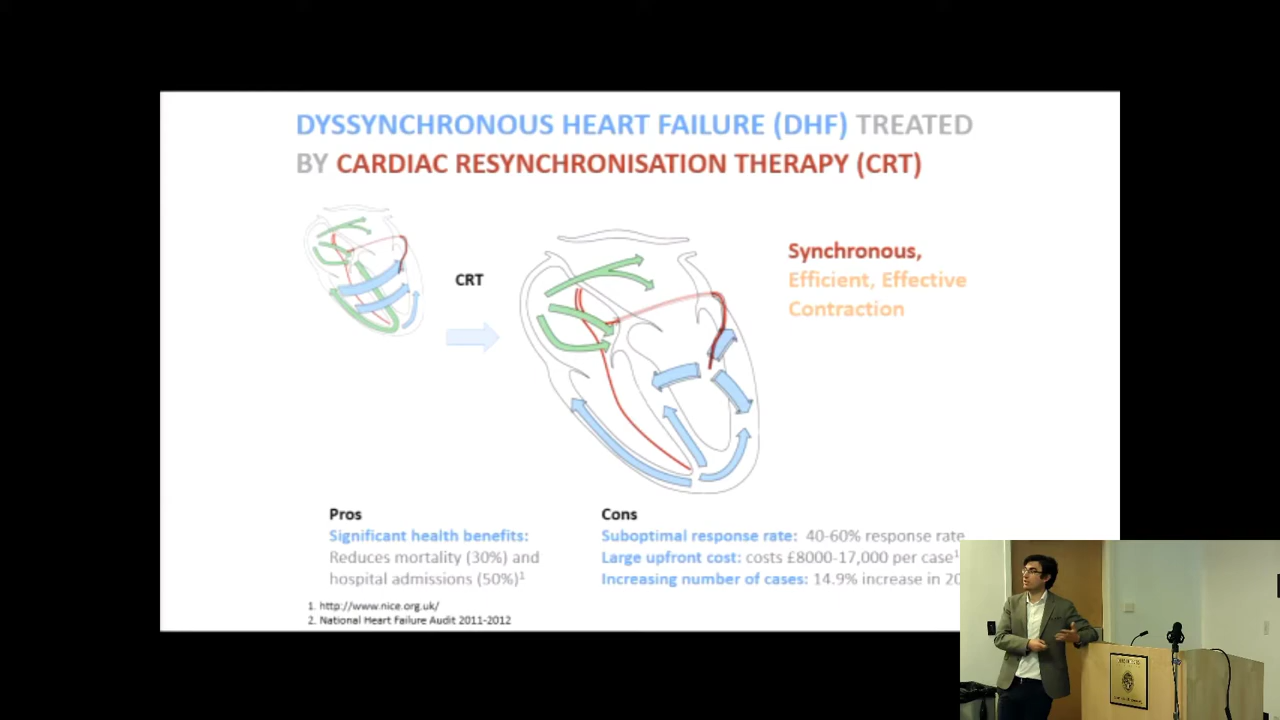 DYSSYNCHRONOUS HEART FAILURE (DHF) TREATED
BY CARDIAC RESYNCHRONISATION THERAPY (CRT)
CRT
Synchronous,
Efficient, Effective
Contraction
Pros
Significant health benefits:
Reduces mortality (30%) and
hospital admissions (50%)¹
Cons
Suboptimal response rate: 40-60% response rate
Large upfront cost: costs £8000-17,000 per case¹
Increasing number of cases: 14.9% increase in 20
1. http://www.nice.org.uk/
2. National Heart Failure Audit 2011-2012